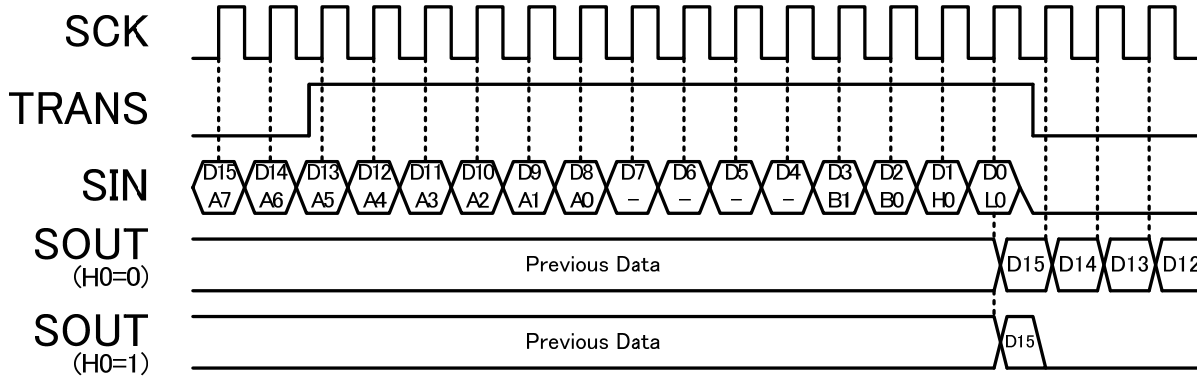 SCK
TRANS
SIN
D15 D14 D13 D12 D11 D10 D9 D8 D7 D6 D5 D4 D3 D2 D1 D0
A7 A6 A5 A4 A3 A2 A1 A0 - - - - B1 B0 H0 L0
SOUT
(H0=0)
Previous Data D15 D14 D13 D12
SOUT
(H0=1)
Previous Data D15